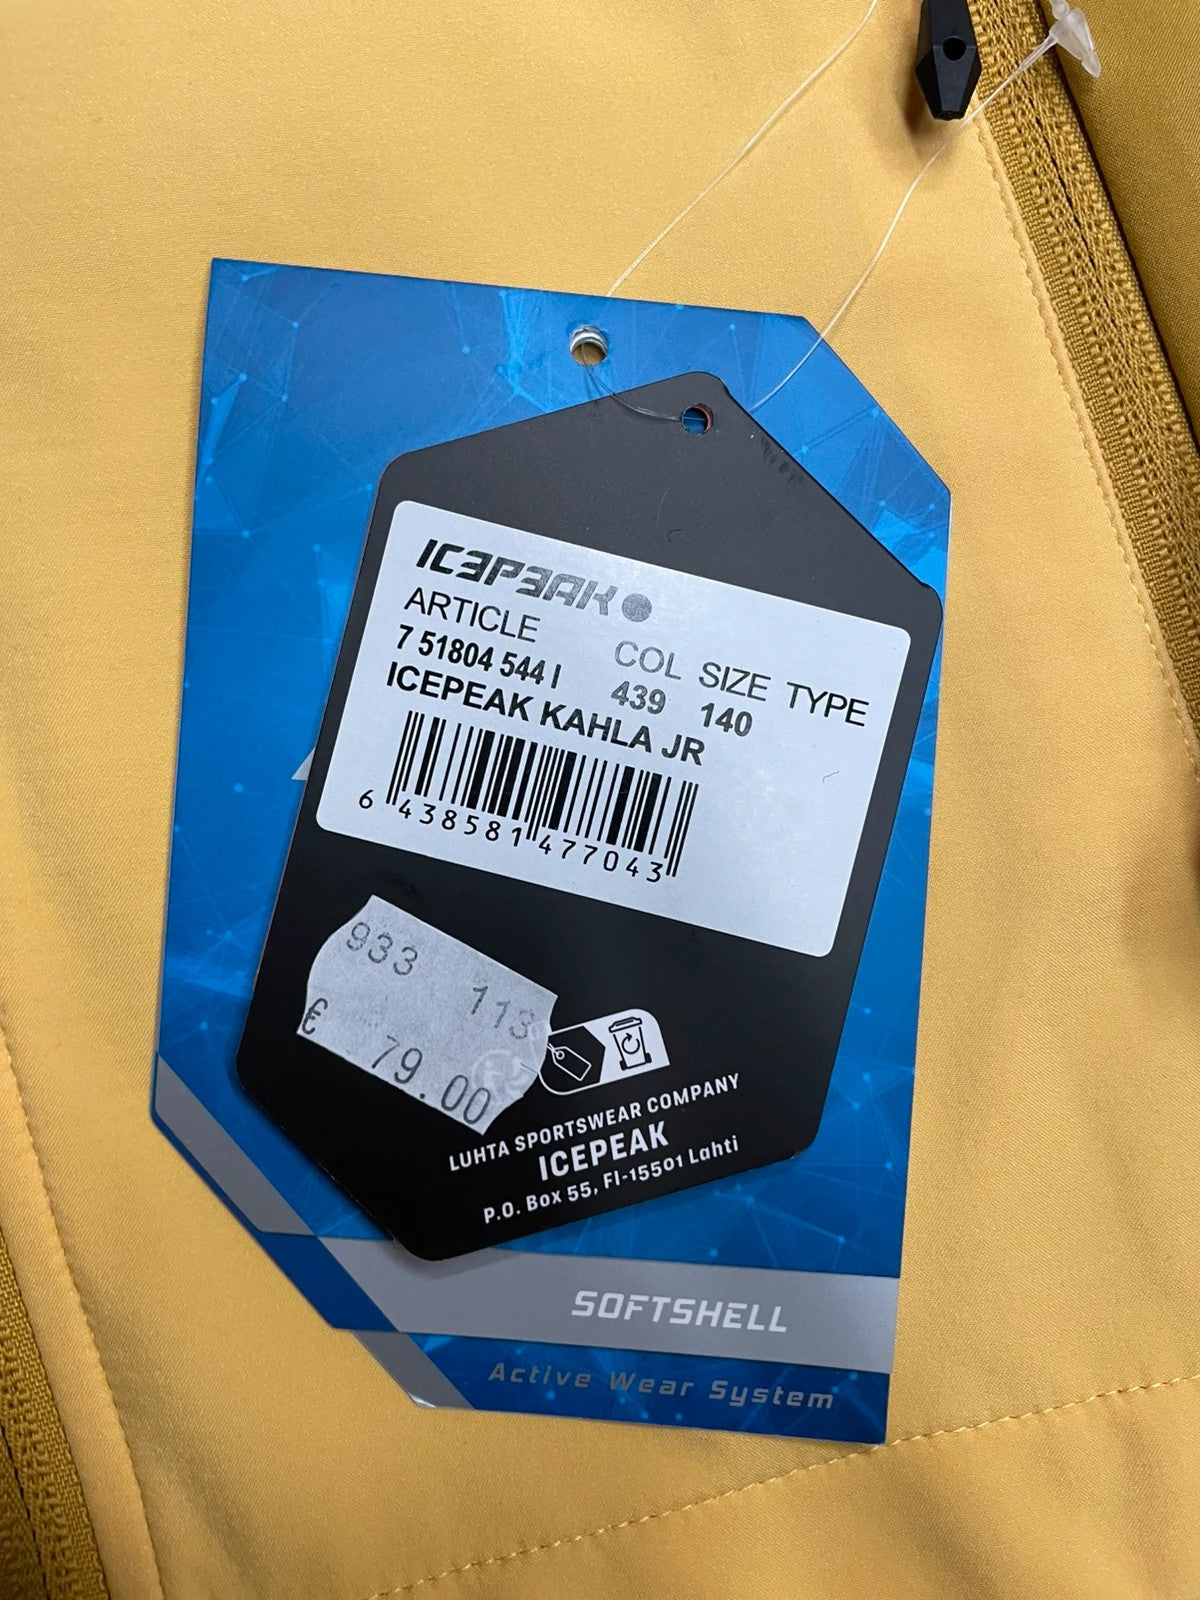 ICEPEAK
ARTICLE COL SIZE TYPE
7 51804 544 I 439 140
ICEPEAK KAHLA JR
6 438581 477043
933 113
€ 79.00
LUHTA SPORTSWEAR COMPANY
ICEPEAK
P.O. Box 55, FI-15501 Lahti
SOFTSHELL
Active Wear System